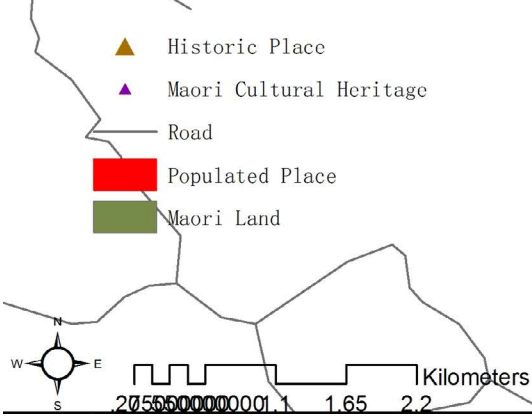 Historic Place
Maori Cultural Heritage
Road
Populated Place
Maori Land
N
W E
S
Kilometers
1.1 1.65 2.2